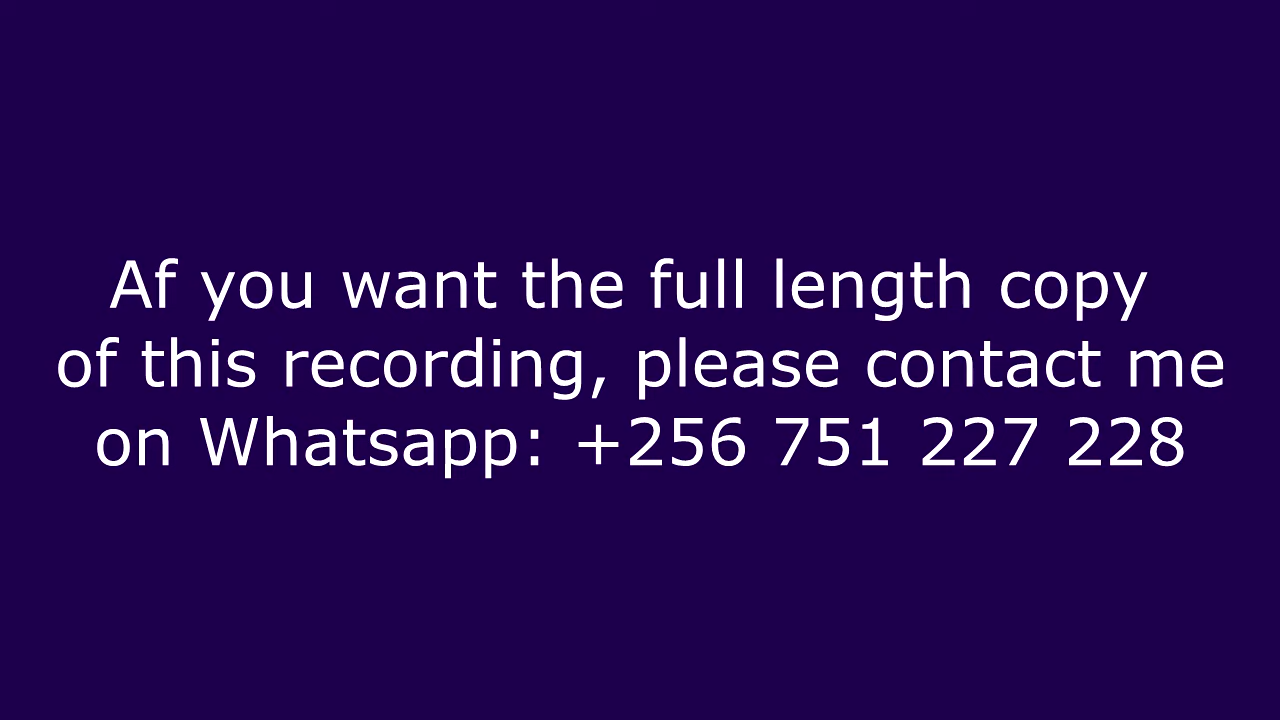 Af you want the full length copy
of this recording, please contact me
on Whatsapp: +256 751 227 228